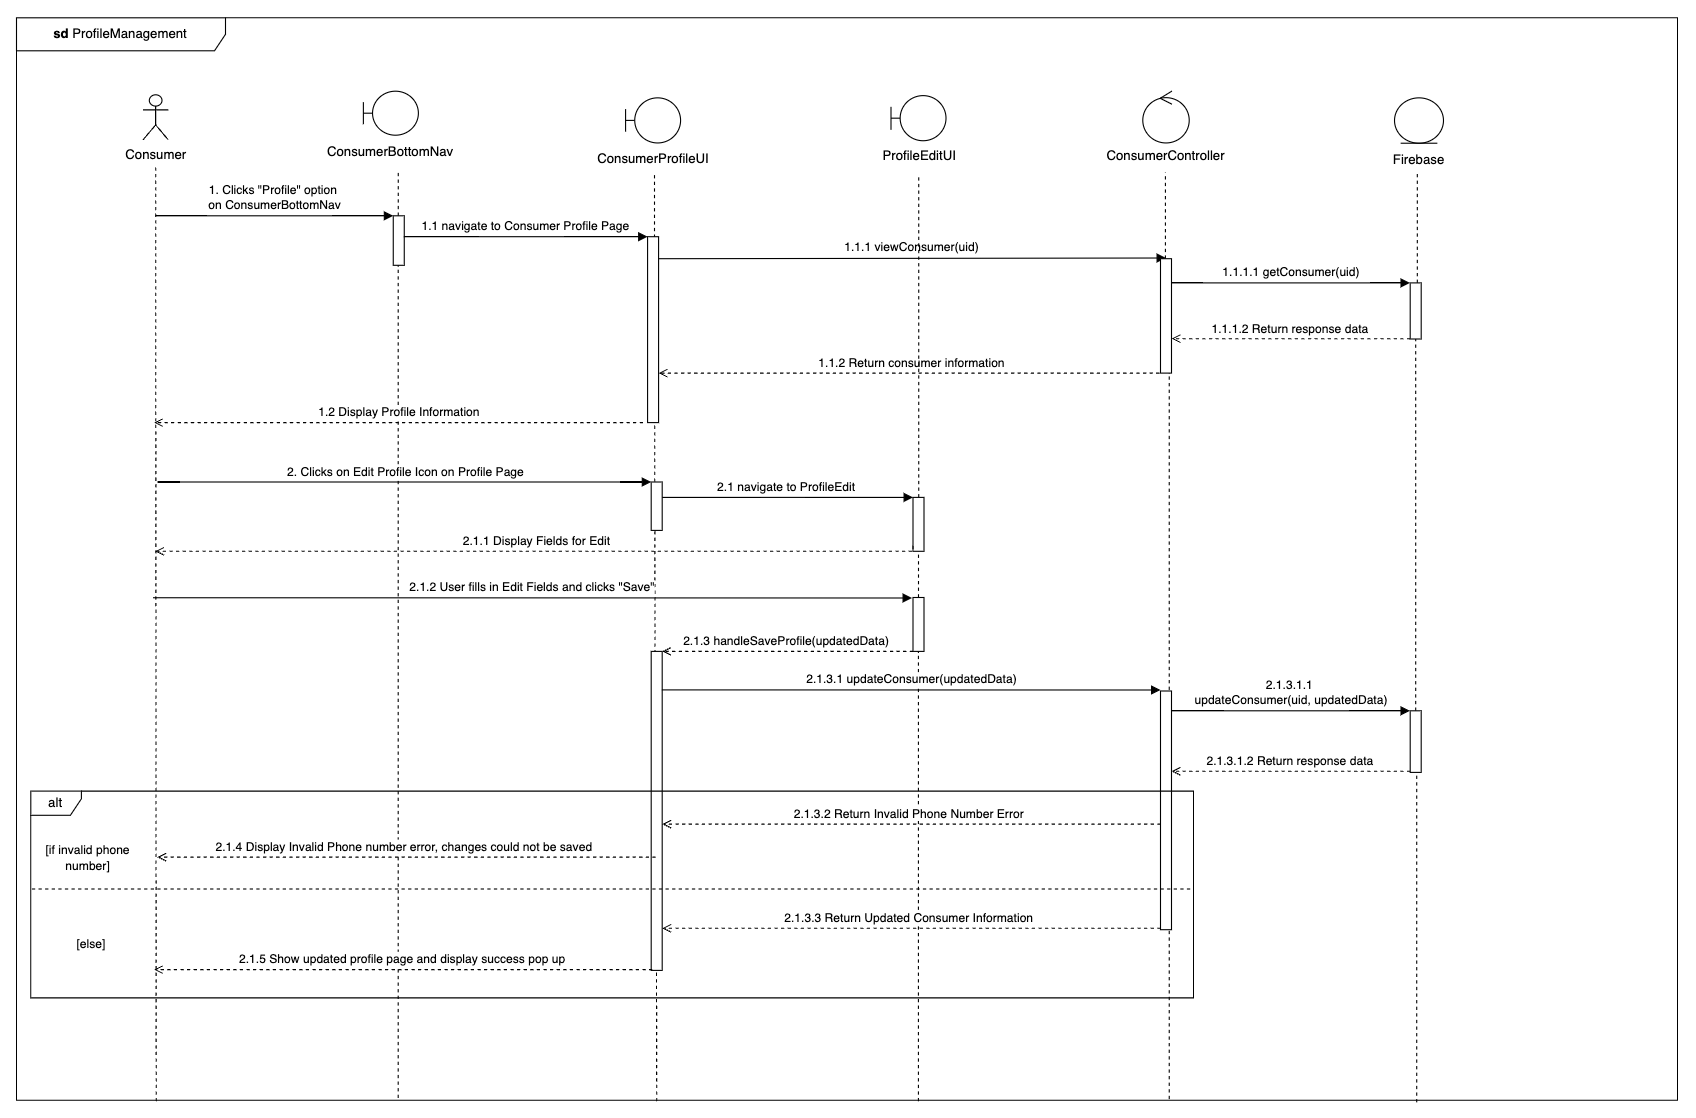 sd ProfileManagement
Consumer
ConsumerBottomNav
ConsumerProfileUI
ProfileEditUI
ConsumerController
Firebase
1. Clicks "Profile" option
on ConsumerBottomNav
1.1 navigate to Consumer Profile Page
1.1.1 viewConsumer(uid)
1.1.1.1 getConsumer(uid)
1.1.1.2 Return response data
1.1.2 Return consumer information
1.2 Display Profile Information
2. Clicks on Edit Profile Icon on Profile Page
2.1 navigate to ProfileEdit
2.1.1 Display Fields for Edit
2.1.2 User fills in Edit Fields and clicks "Save"
2.1.3 handleSaveProfile(updatedData)
2.1.3.1 updateConsumer(updatedData)
2.1.3.1.1
updateConsumer(uid, updatedData)
2.1.3.1.2 Return response data
alt
2.1.3.2 Return Invalid Phone Number Error
[if invalid phone
number]
2.1.4 Display Invalid Phone number error, changes could not be saved
2.1.3.3 Return Updated Consumer Information
[else]
2.1.5 Show updated profile page and display success pop up